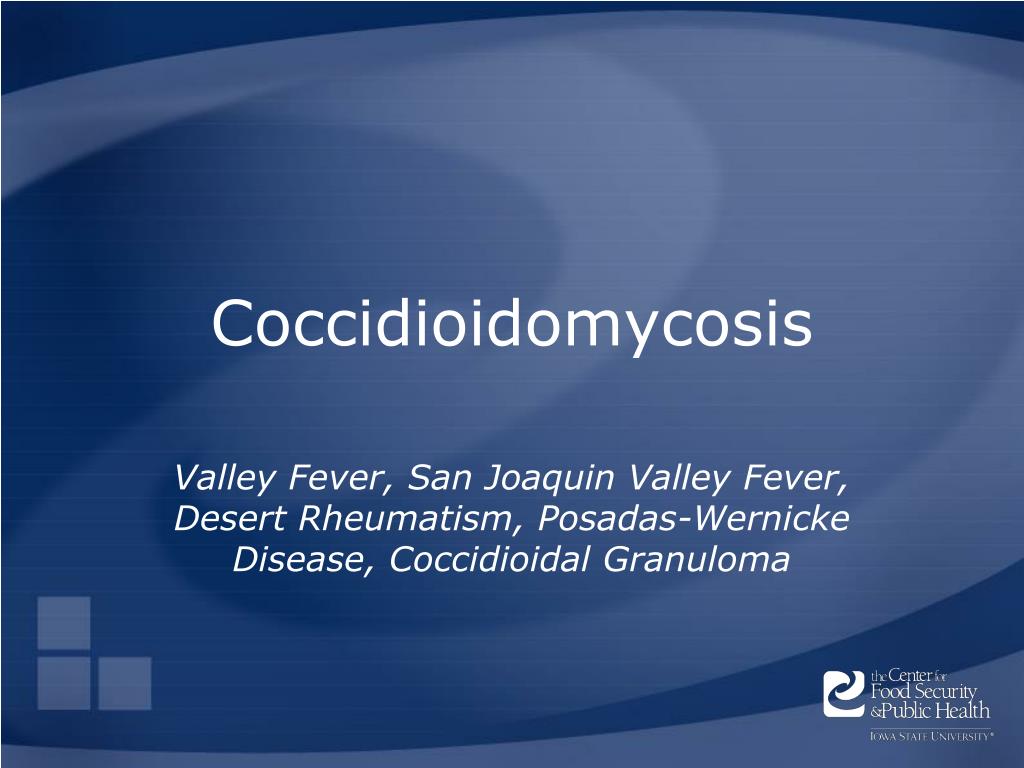 Coccidioidomycosis
Valley Fever, San Joaquin Valley Fever,
Desert Rheumatism, Posadas-Wernicke
Disease, Coccidioidal Granuloma
the Center for
Food Security
&Public Health
IOWA STATE UNIVERSITY®